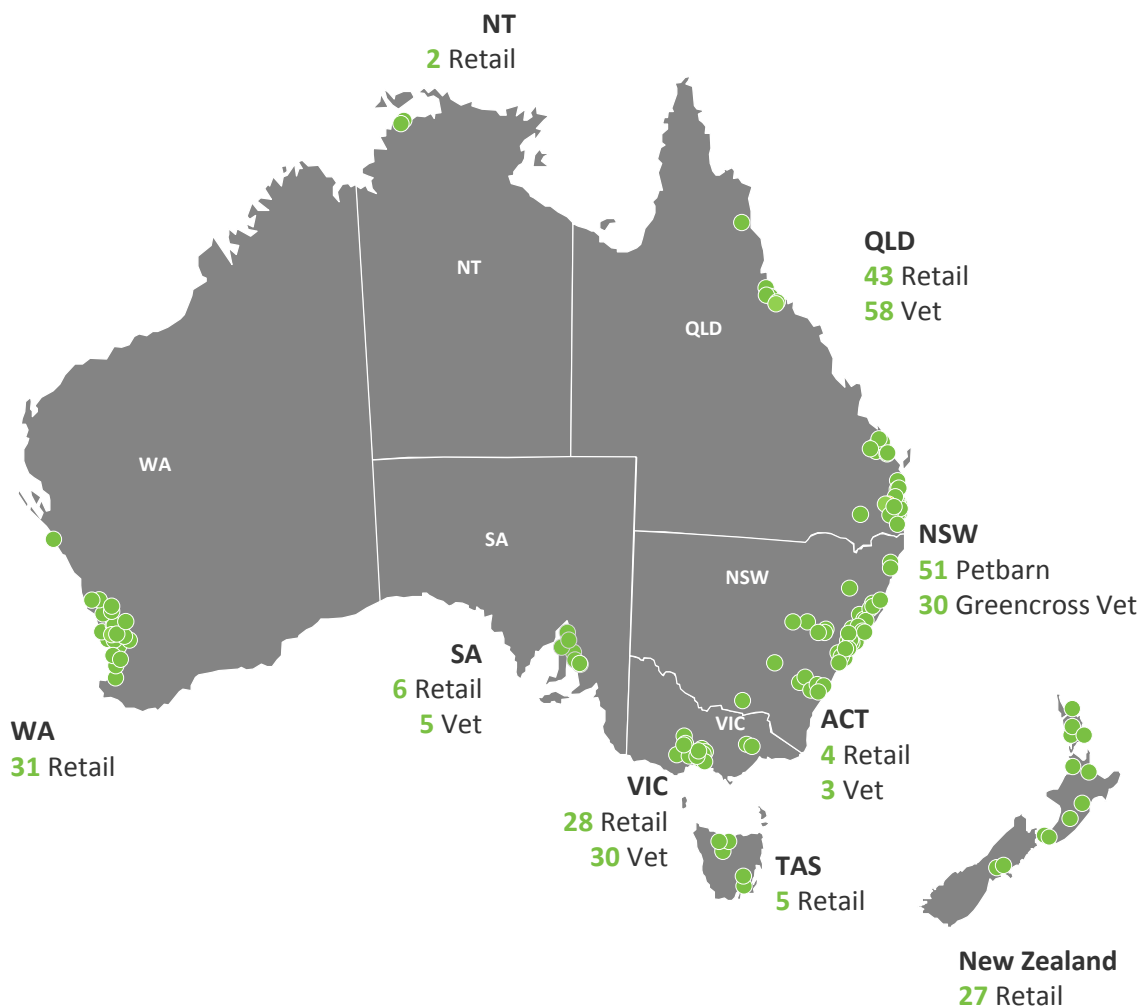 NT
2 Retail
NT
QLD
43 Retail
58 Vet
QLD
WA
SA
NSW
NSW
51 Petbarn
30 Greencross Vet
SA
6 Retail
5 Vet
WA
31 Retail
VIC
ACT
4 Retail
3 Vet
VIC
28 Retail
30 Vet
TAS
5 Retail
New Zealand
27 Retail